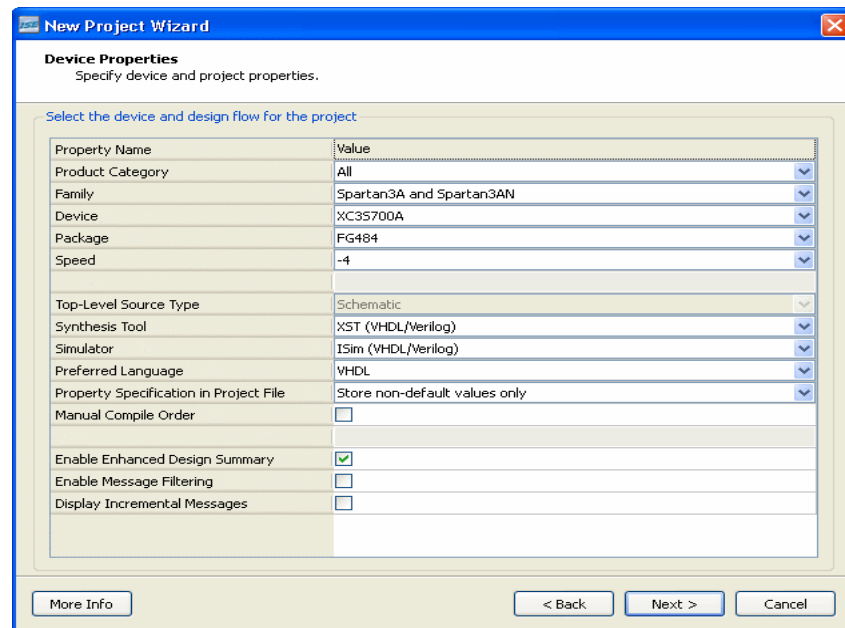 ISE New Project Wizard
Device Properties
Specify device and project properties.
Select the device and design flow for the project
Property Name Value
Product Category All
Family Spartan3A and Spartan3AN
Device XC3S700A
Package FG484
Speed -4
Top-Level Source Type Schematic
Synthesis Tool XST (VHDL/Verilog)
Simulator ISim (VHDL/Verilog)
Preferred Language VHDL
Property Specification in Project File Store non-default values only
Manual Compile Order
Enable Enhanced Design Summary
Enable Message Filtering
Display Incremental Messages
More Info < Back Next > Cancel